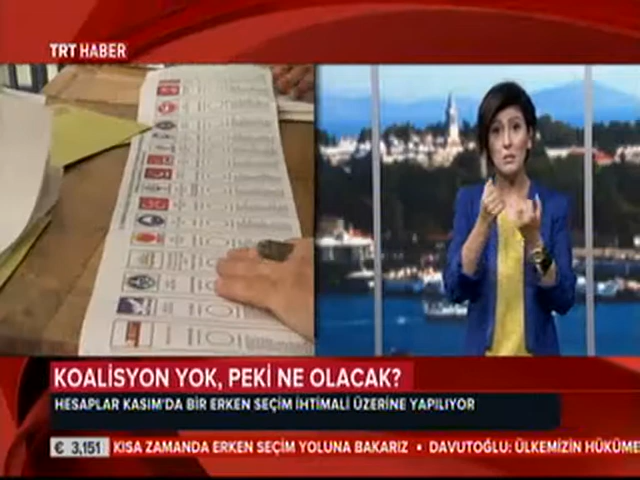 TRT HABER
KOALİSYON YOK, PEKİ NE OLACAK?
HESAPLAR KASIM'DA BİR ERKEN SEÇİM İHTİMALİ ÜZERİNE YAPILIYOR
€ 3,151 KISA ZAMANDA ERKEN SEÇİM YOLUNA BAKARIZ • DAVUTOĞLU: ÜLKEMİZİN HÜKÜME